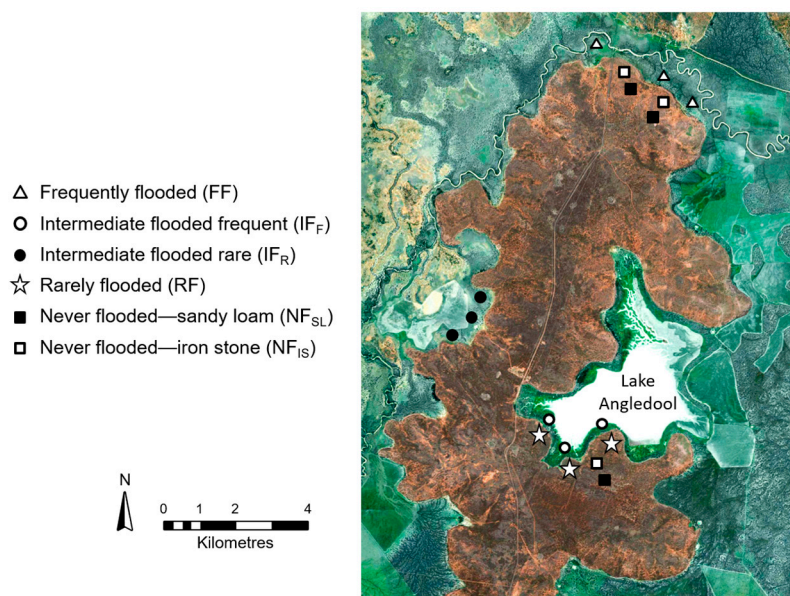 Frequently flooded (FF)
Intermediate flooded frequent (IFF)
Intermediate flooded rare (IFR)
Rarely flooded (RF)
Never flooded—sandy loam (NFSL)
Never flooded—iron stone (NFIS)
Lake
Angledool
N
0 1 2 4
Kilometres